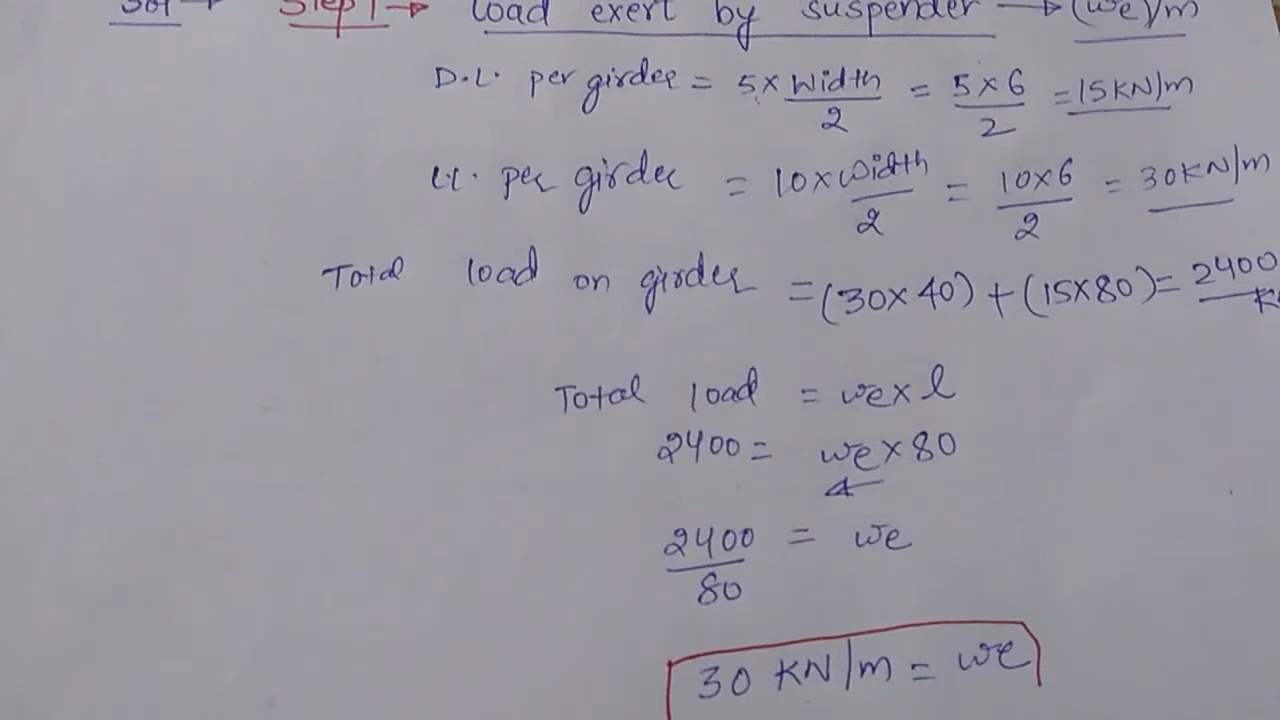 Sol → Step 1 → Load exert by suspender → (we)/m
D.L. per girder = 5 × width/2 = 5×6/2 = 15 KN/m
L.L. per girder = 10 × width/2 = 10×6/2 = 30 KN/m
Total load on girder = (30 × 40) + (15 × 80) = 2400
Total load = we × l
2400 = we × 80
2400/80 = we
30 KN/m = we